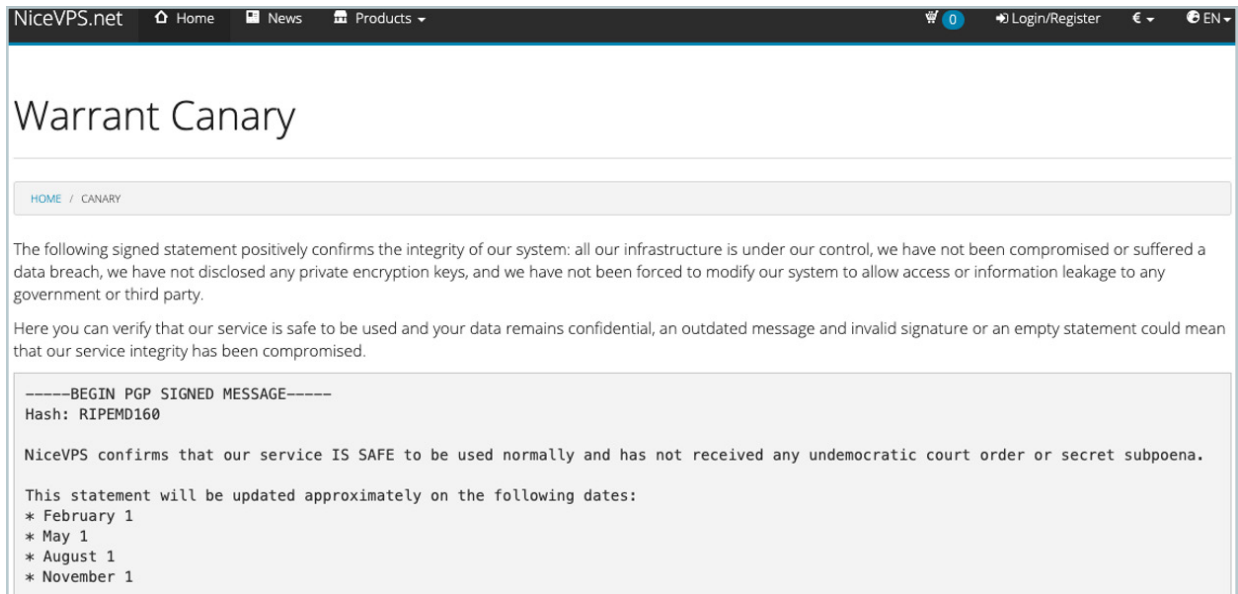 NiceVPS.net Home News Products 0 Login/Register € EN
Warrant Canary
HOME / CANARY
The following signed statement positively confirms the integrity of our system: all our infrastructure is under our control, we have not been compromised or suffered a
data breach, we have not disclosed any private encryption keys, and we have not been forced to modify our system to allow access or information leakage to any
government or third party.
Here you can verify that our service is safe to be used and your data remains confidential, an outdated message and invalid signature or an empty statement could mean
that our service integrity has been compromised.
-----BEGIN PGP SIGNED MESSAGE-----
Hash: RIPEMD160
NiceVPS confirms that our service IS SAFE to be used normally and has not received any undemocratic court order or secret subpoena.
This statement will be updated approximately on the following dates:
* February 1
* May 1
* August 1
* November 1